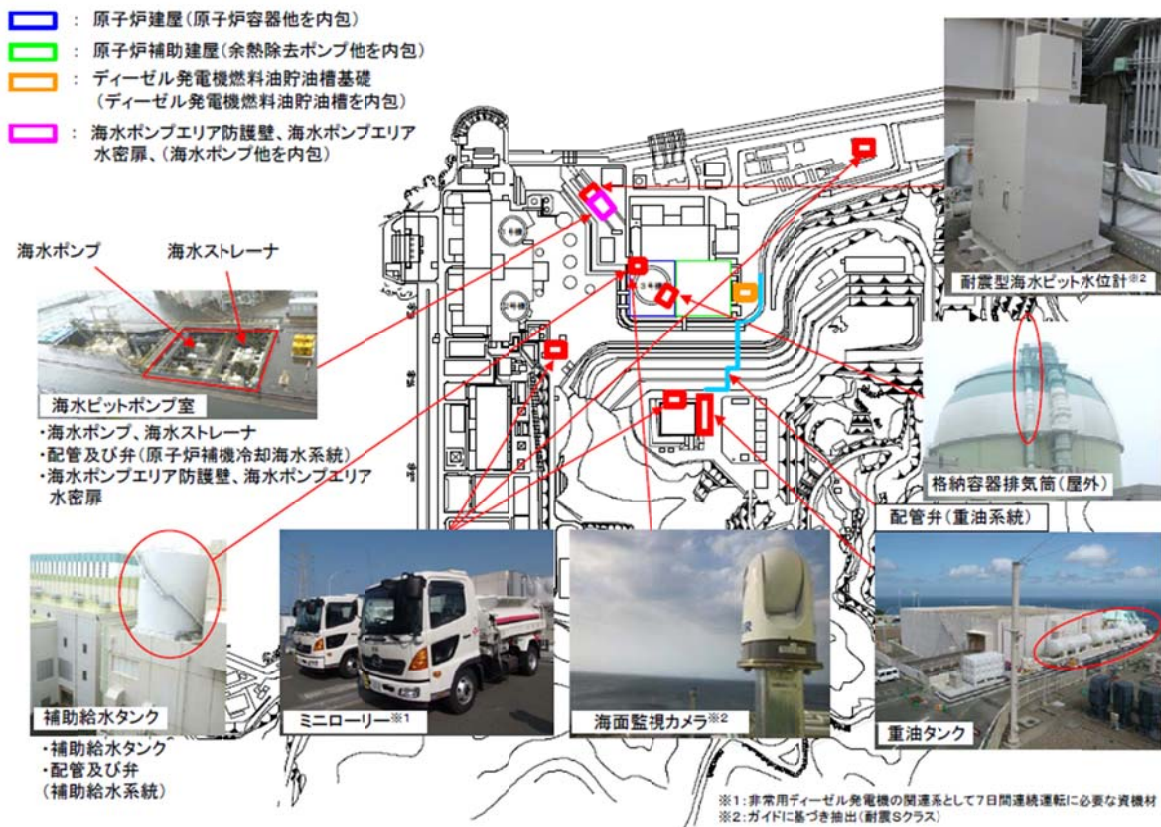 ： 原子炉建屋(原子炉容器他を内包)
： 原子炉補助建屋(余熱除去ポンプ他を内包)
： ディーゼル発電機燃料油貯油槽基礎
(ディーゼル発電機燃料油貯油槽を内包)
： 海水ポンプエリア防護壁、海水ポンプエリア
水密扉、(海水ポンプ他を内包)
耐震型海水ピット水位計※2
海水ポンプ
海水ストレーナ
海水ピットポンプ室
・海水ポンプ、海水ストレーナ
・配管及び弁(原子炉補機冷却海水系統)
・海水ポンプエリア防護壁、海水ポンプエリア
水密扉
3号機
格納容器排気筒(屋外)
配管弁(重油系統)
補助給水タンク
・補助給水タンク
・配管及び弁
(補助給水系統)
ミニローリー※1
海面監視カメラ※2
重油タンク
※1：非常用ディーゼル発電機の関連系として7日間連続運転に必要な資機材
※2：ガイドに基づき抽出(耐震Sクラス)